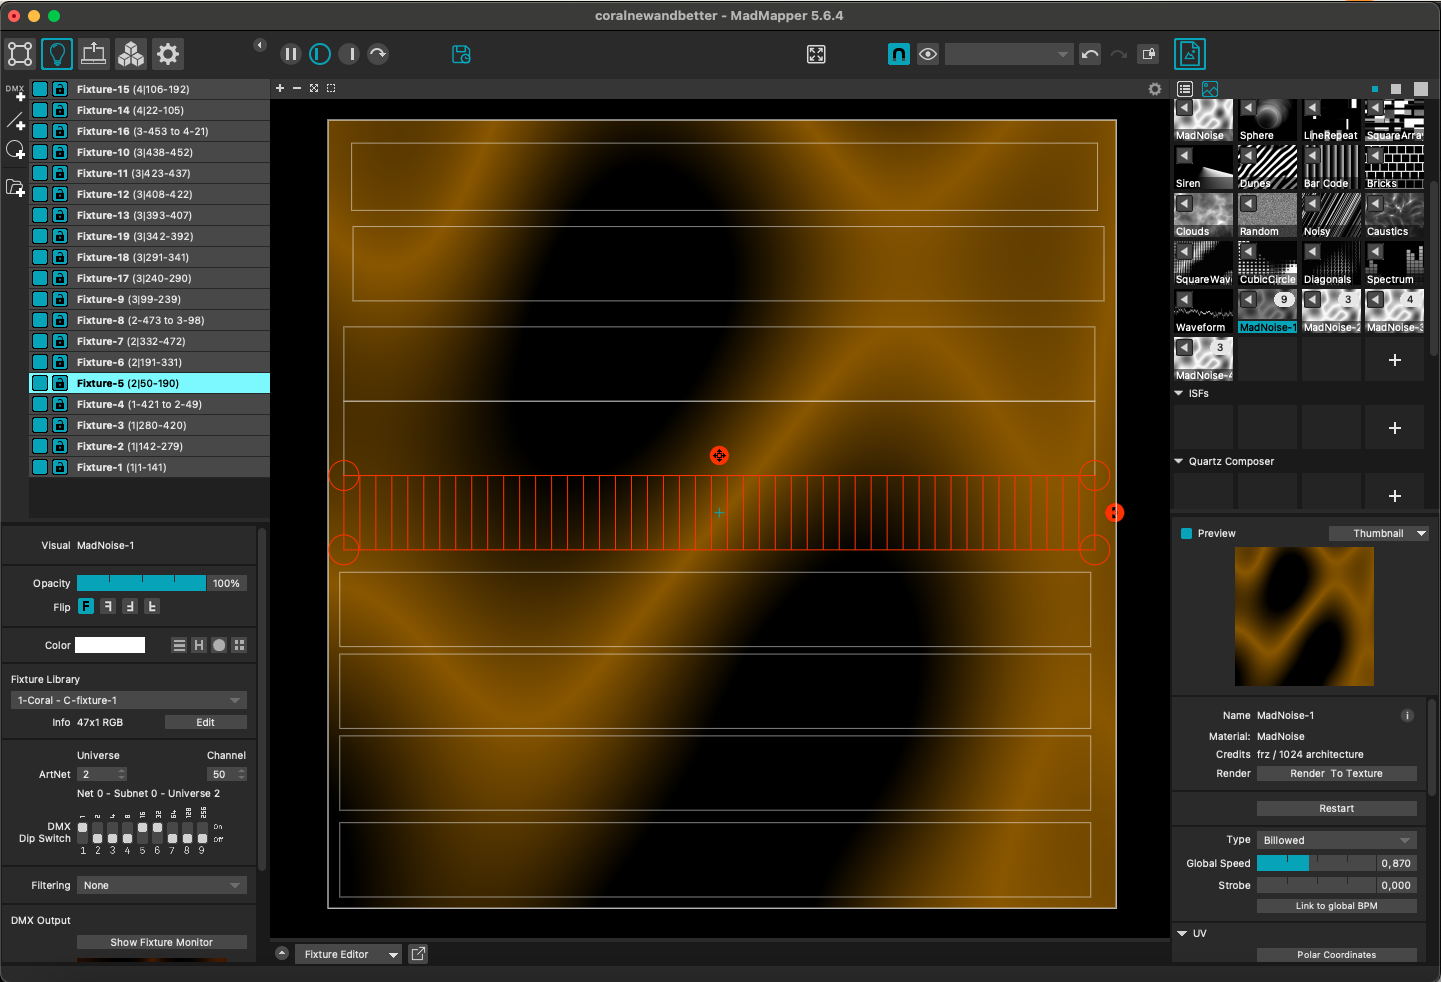 coralnewandbetter - MadMapper 5.6.4
DMX
Fixture-15 (4|106-192)
Fixture-14 (4|22-105)
Fixture-16 (3-453 to 4-21)
Fixture-10 (3|438-452)
Fixture-11 (3|423-437)
Fixture-12 (3|408-422)
Fixture-13 (3|393-407)
Fixture-19 (3|342-392)
Fixture-18 (3|291-341)
Fixture-17 (3|240-290)
Fixture-9 (3|99-239)
Fixture-8 (2-473 to 3-98)
Fixture-7 (2|332-472)
Fixture-6 (2|191-331)
Fixture-5 (2|50-190)
Fixture-4 (1-421 to 2-49)
Fixture-3 (1|280-420)
Fixture-2 (1|142-279)
Fixture-1 (1|1-141)
Visual MadNoise-1
Opacity 100%
Flip F F F F
Color H
Fixture Library
1-Coral - C-fixture-1
Info 47x1 RGB Edit
Universe Channel
ArtNet 2 50
Net 0 - Subnet 0 - Universe 2
1 2 4 8 16 32 64 128 256
DMX On
Dip Switch Off
1 2 3 4 5 6 7 8 9
Filtering None
DMX Output
Show Fixture Monitor
Fixture Editor
MadNoise Sphere LineRepeat SquareArra
Siren Dunes Bar Code Bricks
Clouds Random Noisy Caustics
SquareWav CubicCircle Diagonals Spectrum
9 3 4
Waveform MadNoise-1 MadNoise-2 MadNoise-3
3
MadNoise-4
ISFs
Quartz Composer
Preview Thumbnail
Name MadNoise-1 i
Material: MadNoise
Credits frz / 1024 architecture
Render Render To Texture
Restart
Type Billowed
Global Speed 0,870
Strobe 0,000
Link to global BPM
UV
Polar Coordinates